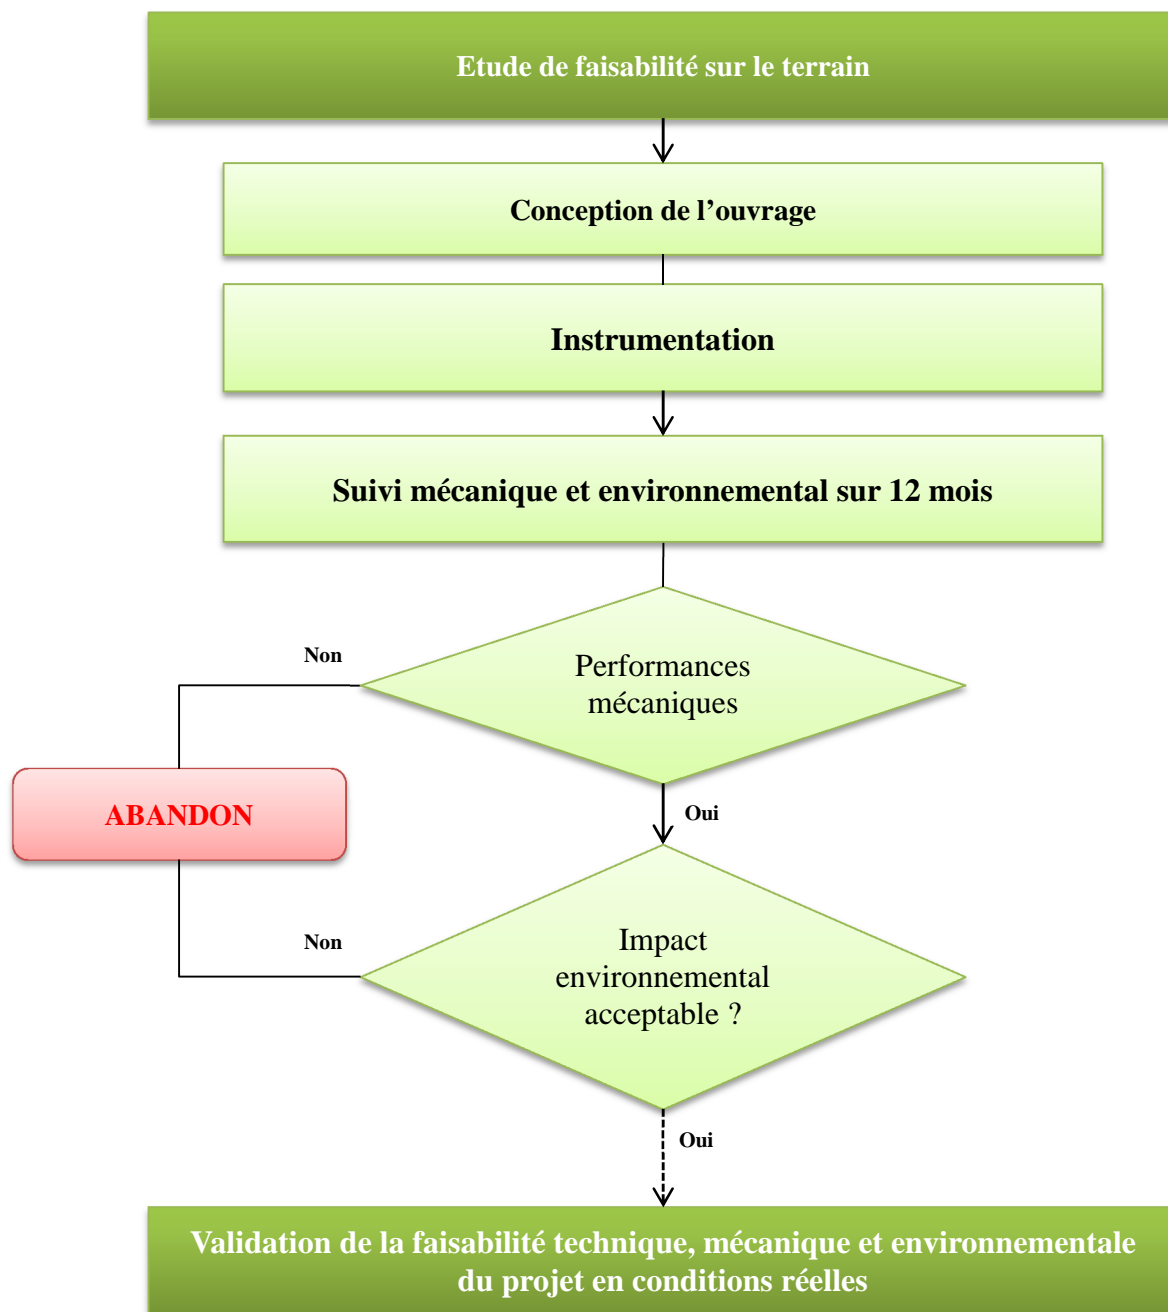 Etude de faisabilité sur le terrain
Conception de l’ouvrage
Instrumentation
Suivi mécanique et environnemental sur 12 mois
Non
Performances
mécaniques
ABANDON
Oui
Non
Impact
environnemental
acceptable ?
Oui
Validation de la faisabilité technique, mécanique et environnementale
du projet en conditions réelles